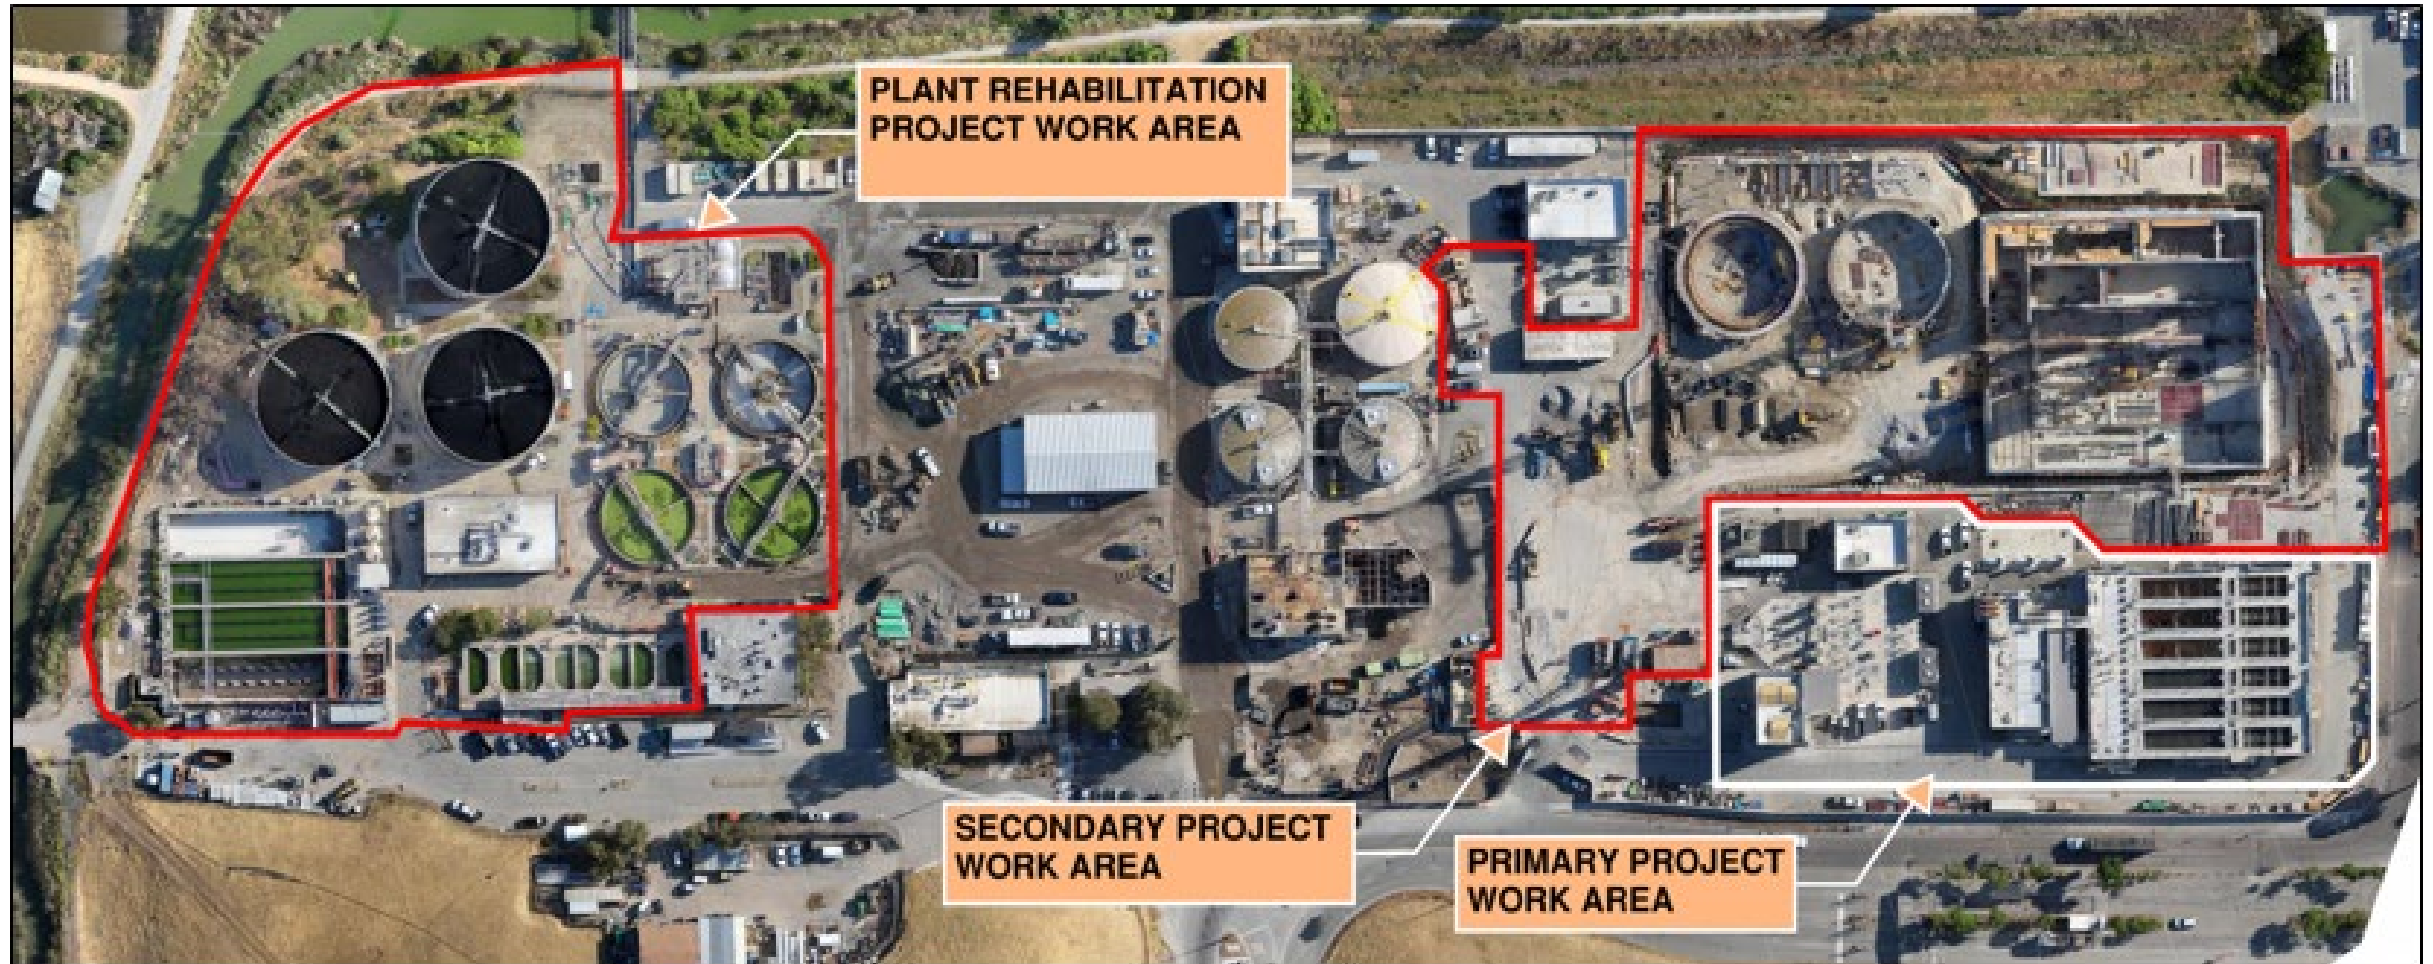 PLANT REHABILITATION
PROJECT WORK AREA
SECONDARY PROJECT
WORK AREA
PRIMARY PROJECT
WORK AREA